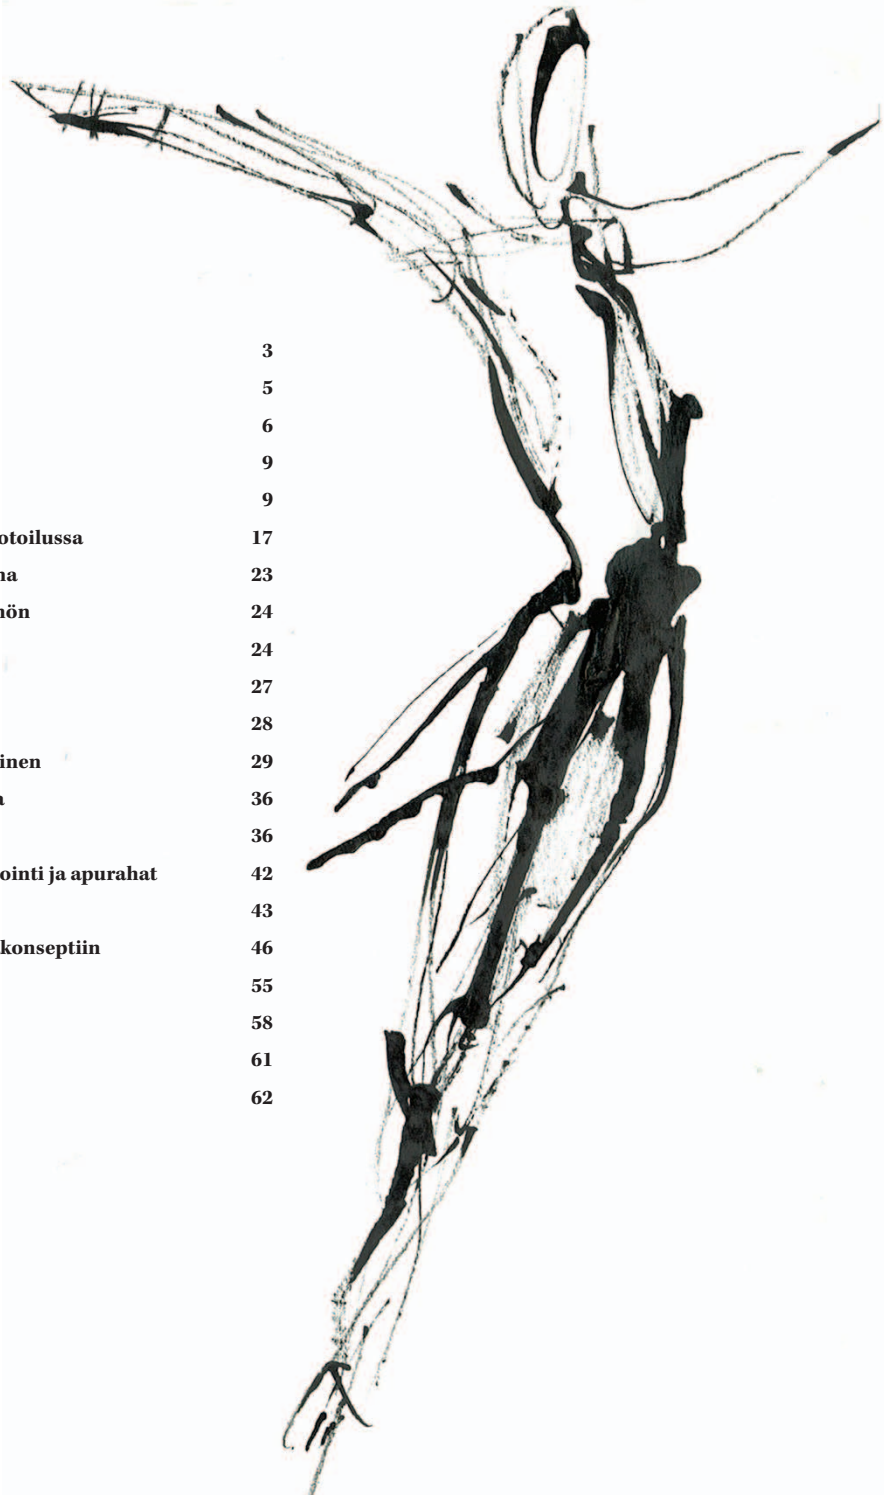 3
5
6
9
9
otoilussa 17
na 23
nön 24
24
27
28
inen 29
a 36
36
ointi ja apurahat 42
43
konseptiin 46
55
58
61
62